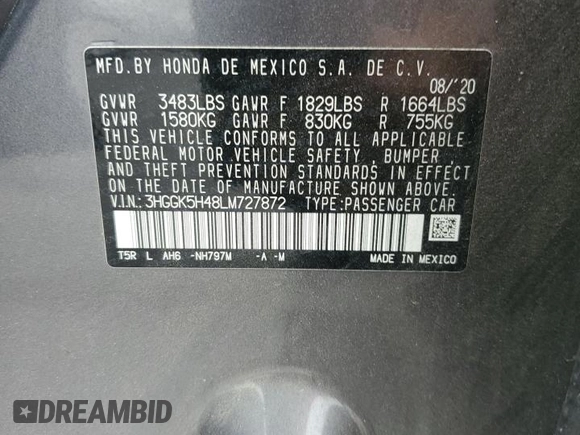 MFD.BY HONDA DE MEXICO S.A. DE C.V.
08/'20
GVWR 3483LBS GAWR F 1829LBS R 1664LBS
GVWR 1580KG GAWR F 830KG R 755KG
THIS VEHICLE CONFORMS TO ALL APPLICABLE
FEDERAL MOTOR VEHICLE SAFETY , BUMPER ,
AND THEFT PREVENTION STANDARDS IN EFFECT
ON THE DATE OF MANUFACTURE SHOWN ABOVE.
V.I.N: 3HGGK5H48LM727872 TYPE:PASSENGER CAR
T5R L AH6 -NH797M -A -M
MADE IN MEXICO
DREAMBID